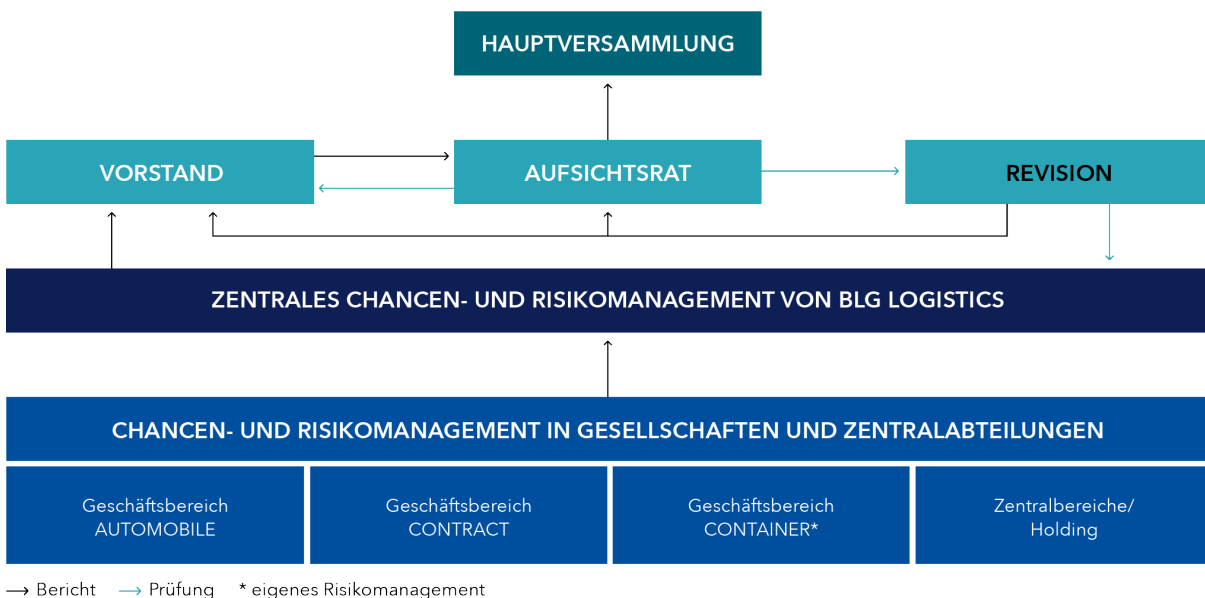 HAUPTVERSAMMLUNG
VORSTAND
AUFSICHTSRAT
REVISION
ZENTRALES CHANCEN- UND RISIKOMANAGEMENT VON BLG LOGISTICS
CHANCEN- UND RISIKOMANAGEMENT IN GESELLSCHAFTEN UND ZENTRALABTEILUNGEN
Geschäftsbereich
AUTOMOBILE
Geschäftsbereich
CONTRACT
Geschäftsbereich
CONTAINER*
Zentralbereiche/
Holding
→ Bericht → Prüfung * eigenes Risikomanagement